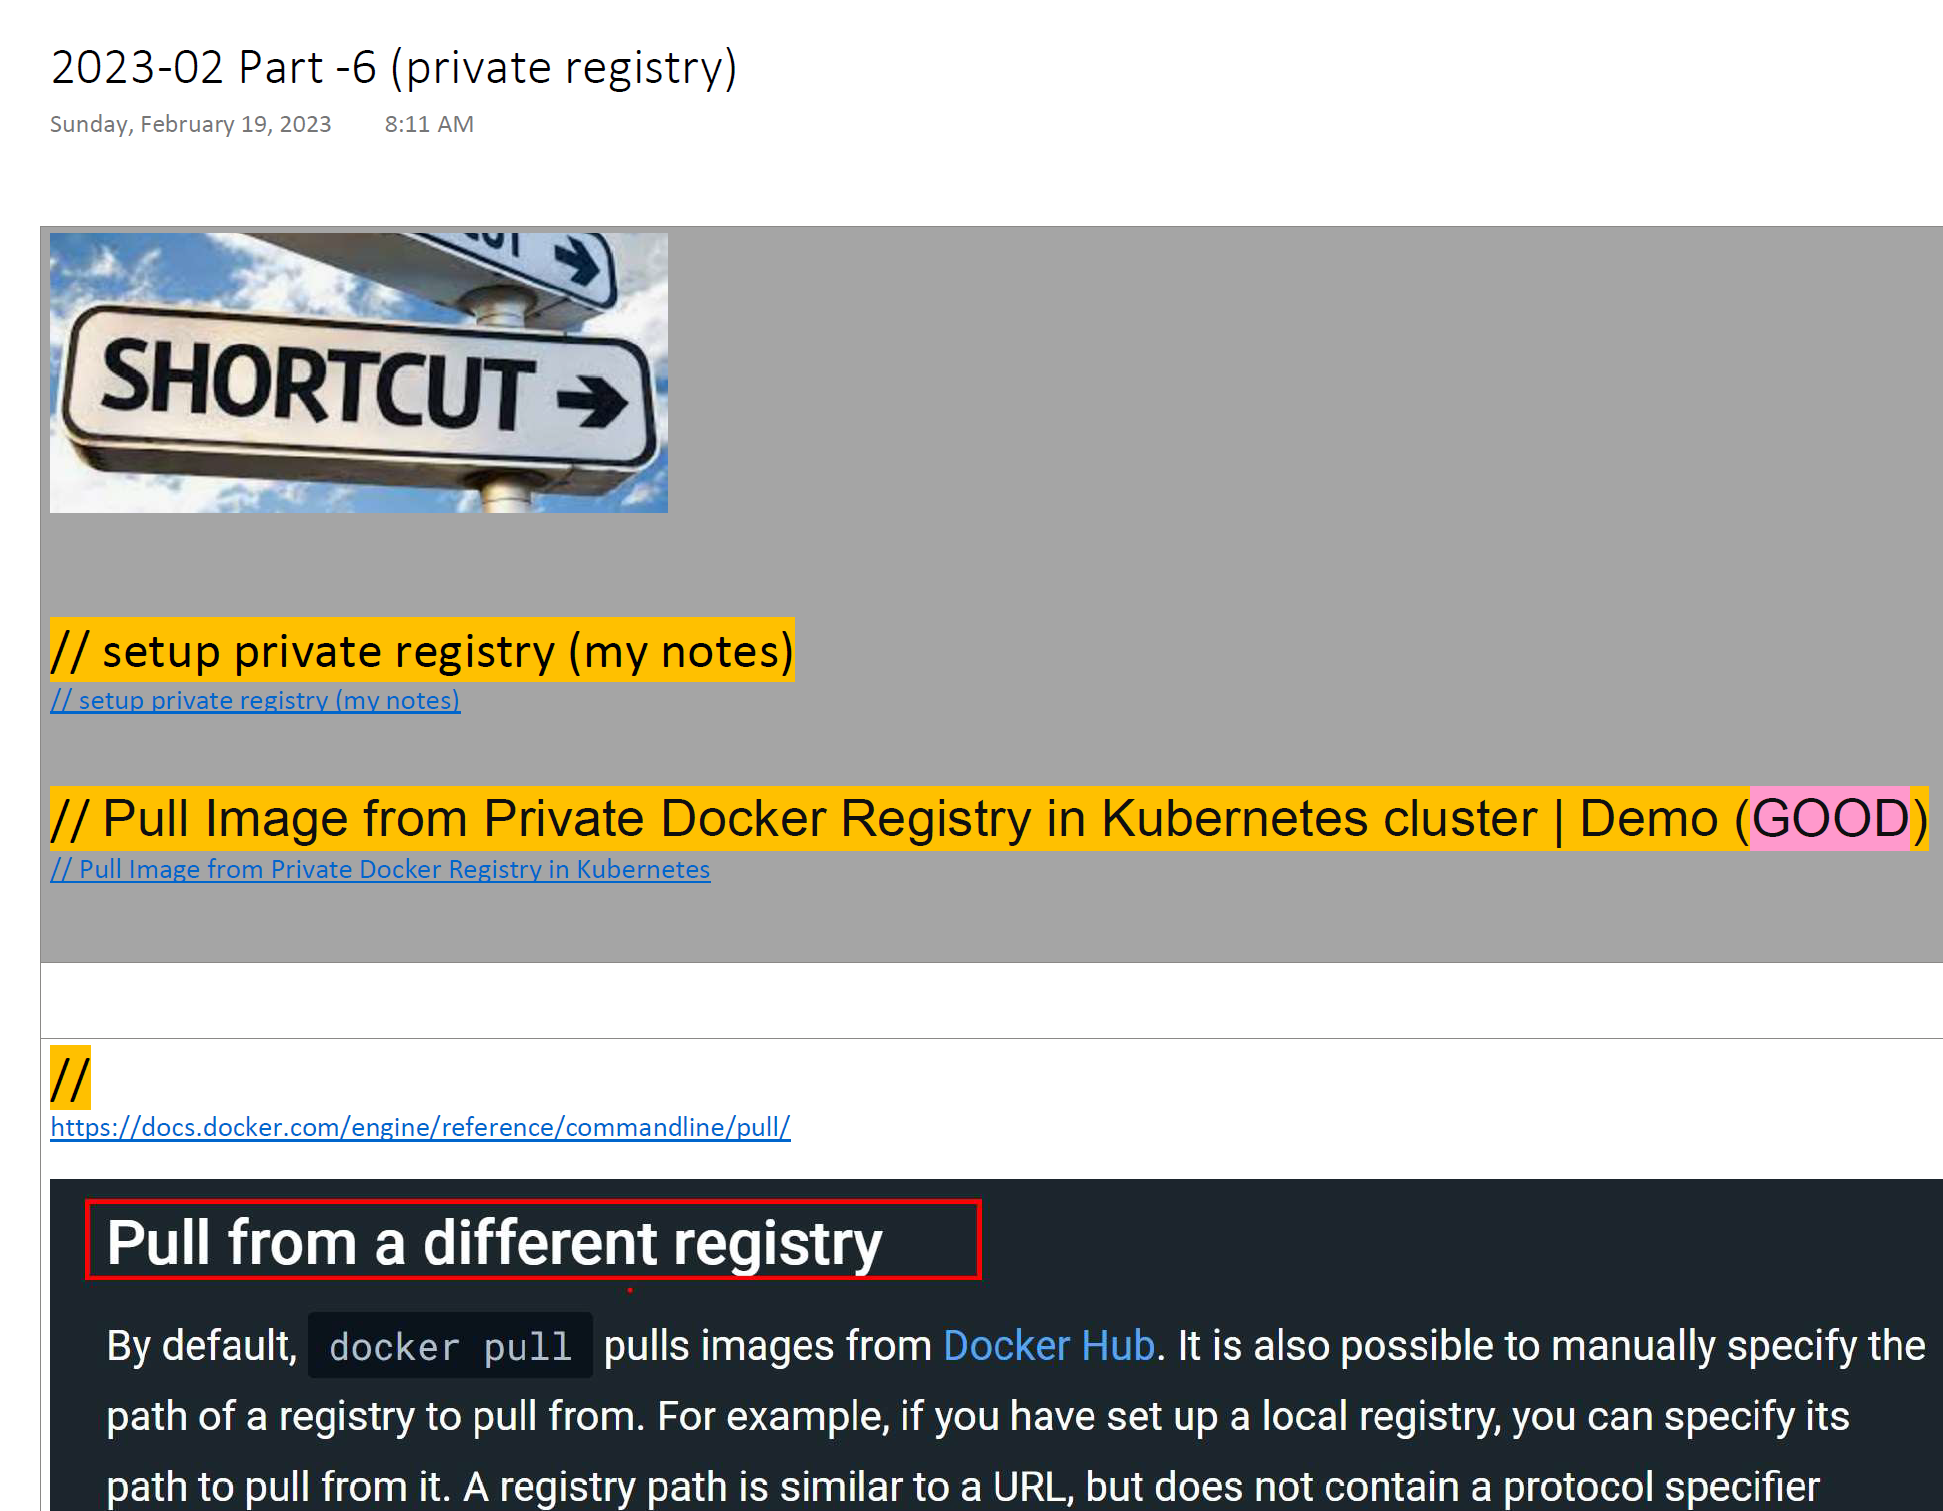 2023-02 Part -6 (private registry)
Sunday, February 19, 2023 8:11 AM
SHORTCUT
// setup private registry (my notes)
// setup private registry (my notes)
// Pull Image from Private Docker Registry in Kubernetes cluster | Demo (GOOD)
// Pull Image from Private Docker Registry in Kubernetes
//
https://docs.docker.com/engine/reference/commandline/pull/
Pull from a different registry
By default, docker pull pulls images from Docker Hub. It is also possible to manually specify the
path of a registry to pull from. For example, if you have set up a local registry, you can specify its
path to pull from it. A registry path is similar to a URL, but does not contain a protocol specifier